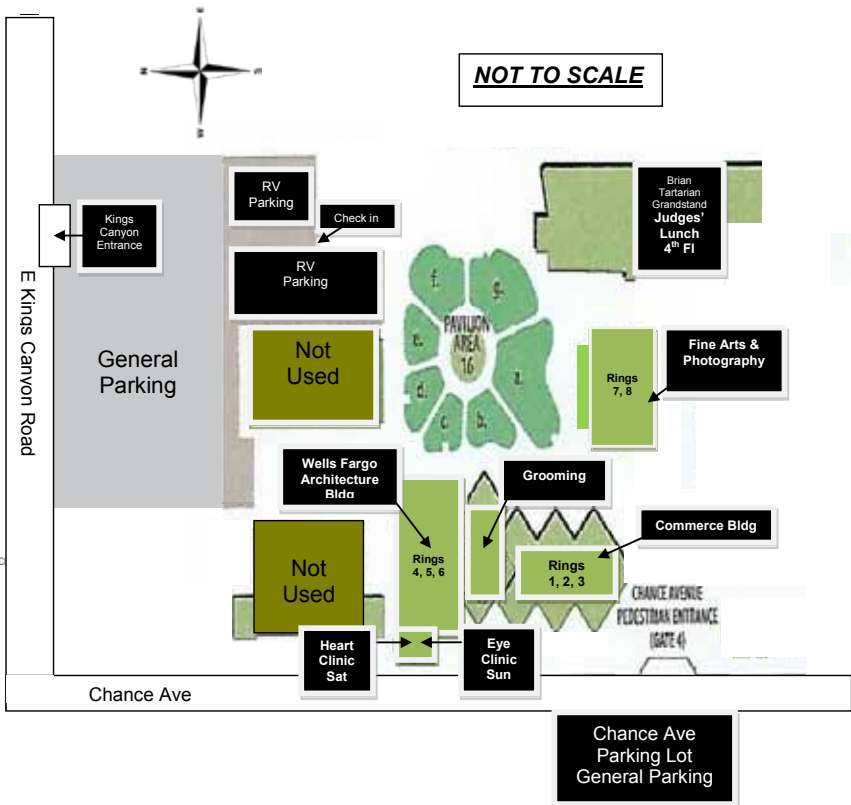 NOT TO SCALE
RV
Parking
Check in
RV
Parking
Kings
Canyon
Entrance
E Kings Canyon Road
General
Parking
Not
Used
f.
g.
e.
PAVILION
AREA
16
a.
d.
c.
b.
Brian
Tartarian
Grandstand
Judges'
Lunch
4th Fl
Rings
7, 8
Fine Arts &
Photography
Wells Fargo
Architecture
Bldg
Grooming
Commerce Bldg
Rings
4, 5, 6
Rings
1, 2, 3
Not
Used
CHANCE AVENUE
PEDESTRIAN ENTRANCE
(GATE 4)
Heart
Clinic
Sat
Eye
Clinic
Sun
Chance Ave
Chance Ave
Parking Lot
General Parking